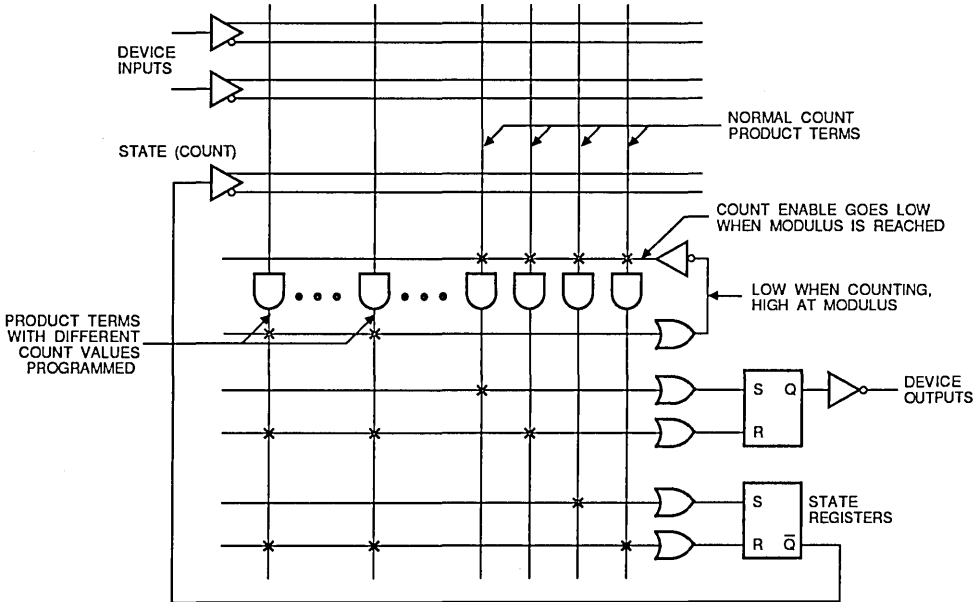 DEVICE
INPUTS
NORMAL COUNT
PRODUCT TERMS
STATE (COUNT)
COUNT ENABLE GOES LOW
WHEN MODULUS IS REACHED
LOW WHEN COUNTING,
HIGH AT MODULUS
PRODUCT TERMS
WITH DIFFERENT
COUNT VALUES
PROGRAMMED
S Q
R
DEVICE
OUTPUTS
S
R Q̅
STATE
REGISTERS